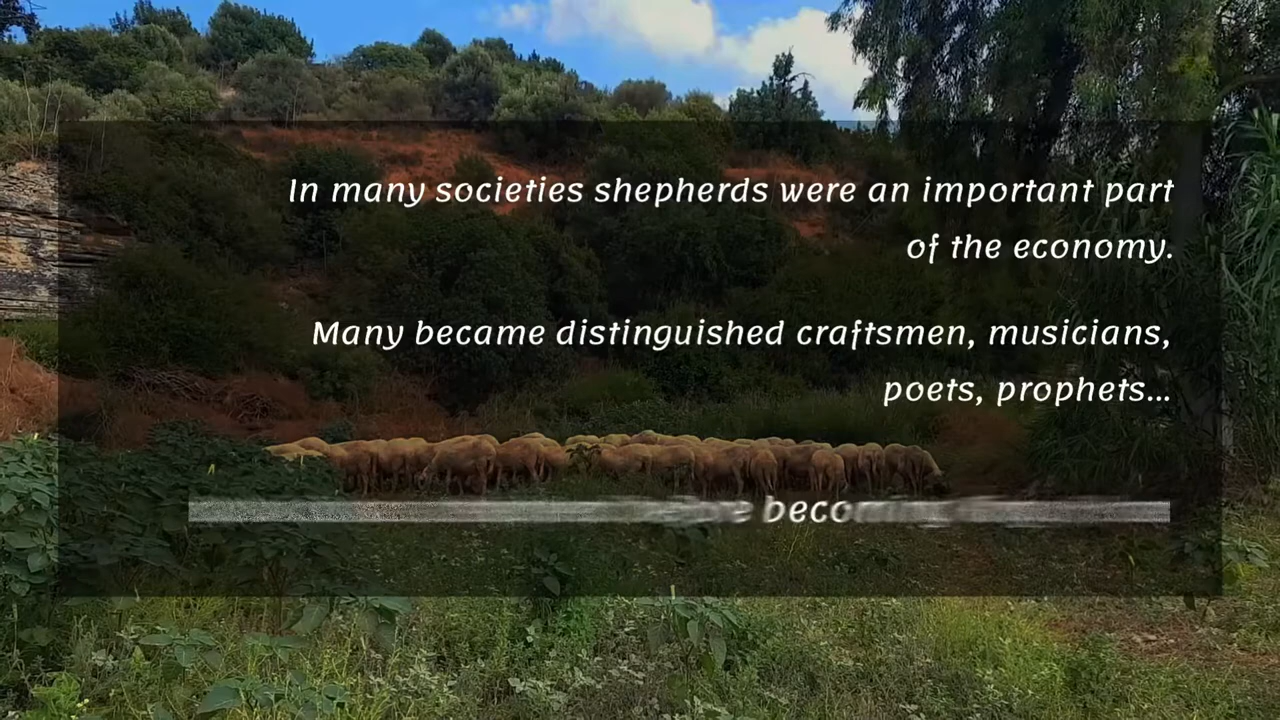 In many societies shepherds were an important part
of the economy.
Many became distinguished craftsmen, musicians,
poets, prophets...